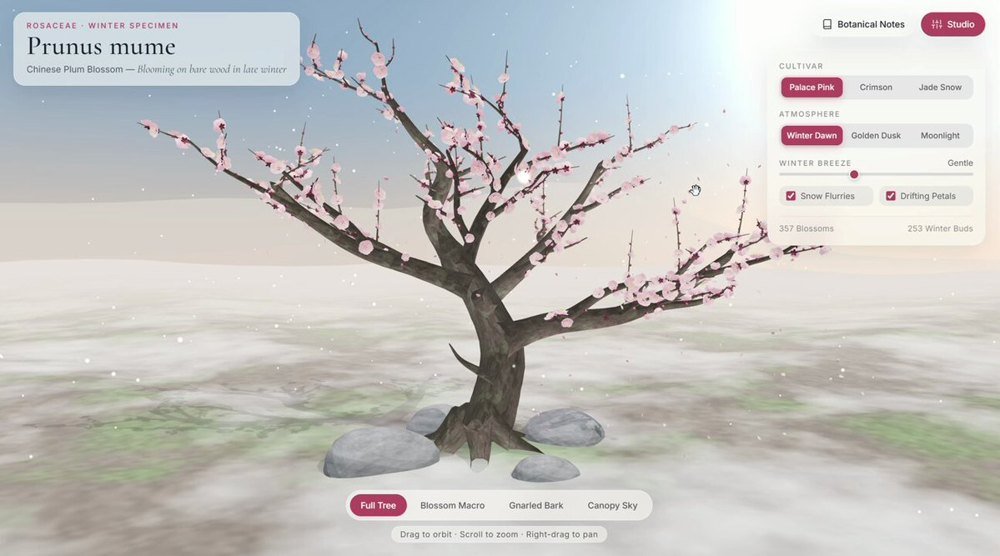 ROSACEAE · WINTER SPECIMEN
Prunus mume
Chinese Plum Blossom — Blooming on bare wood in late winter
Botanical Notes
Studio
CULTIVAR
Palace Pink Crimson Jade Snow
ATMOSPHERE
Winter Dawn Golden Dusk Moonlight
WINTER BREEZE Gentle
Snow Flurries Drifting Petals
357 Blossoms 253 Winter Buds
Full Tree Blossom Macro Gnarled Bark Canopy Sky
Drag to orbit · Scroll to zoom · Right-drag to pan